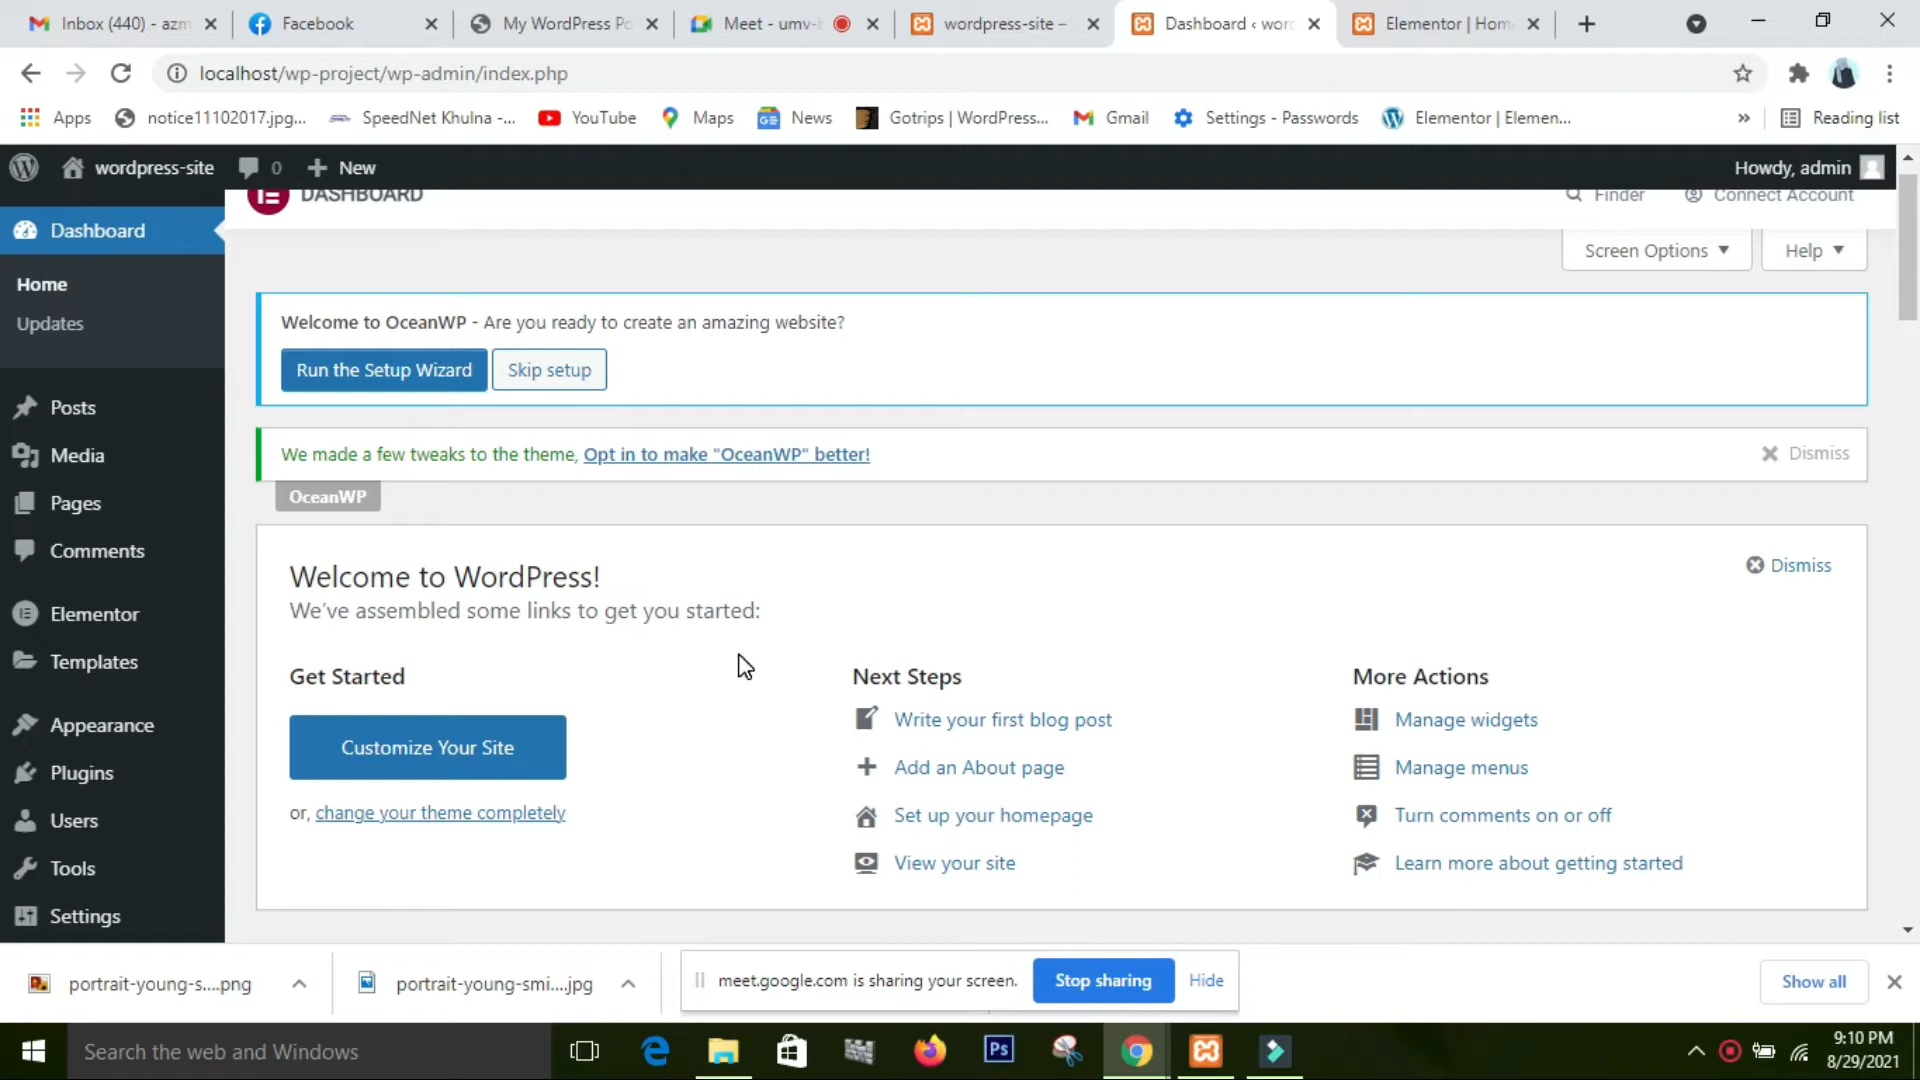 Inbox (440) - azm
Facebook
My WordPress Po
Meet - umv-
wordpress-site –
Dashboard ‹ word
Elementor | Hom
localhost/wp-project/wp-admin/index.php
Apps
notice11102017.jpg...
SpeedNet Khulna -...
YouTube
Maps
News
Gotrips | WordPress...
Gmail
Settings - Passwords
Elementor | Elemen...
»
Reading list
wordpress-site
0
New
Howdy, admin
DASHBOARD
Finder
Connect Account
Dashboard
Screen Options
Help
Home
Updates
Welcome to OceanWP - Are you ready to create an amazing website?
Run the Setup Wizard
Skip setup
Posts
Media
Pages
Comments
Elementor
Templates
Appearance
Plugins
Users
Tools
Settings
We made a few tweaks to the theme, Opt in to make "OceanWP" better!
Dismiss
OceanWP
Welcome to WordPress!
Dismiss
We've assembled some links to get you started:
Get Started
Customize Your Site
or, change your theme completely
Next Steps
Write your first blog post
Add an About page
Set up your homepage
View your site
More Actions
Manage widgets
Manage menus
Turn comments on or off
Learn more about getting started
portrait-young-s....png
portrait-young-smi....jpg
meet.google.com is sharing your screen.
Stop sharing
Hide
Show all
Search the web and Windows
Ps
9:10 PM
8/29/2021